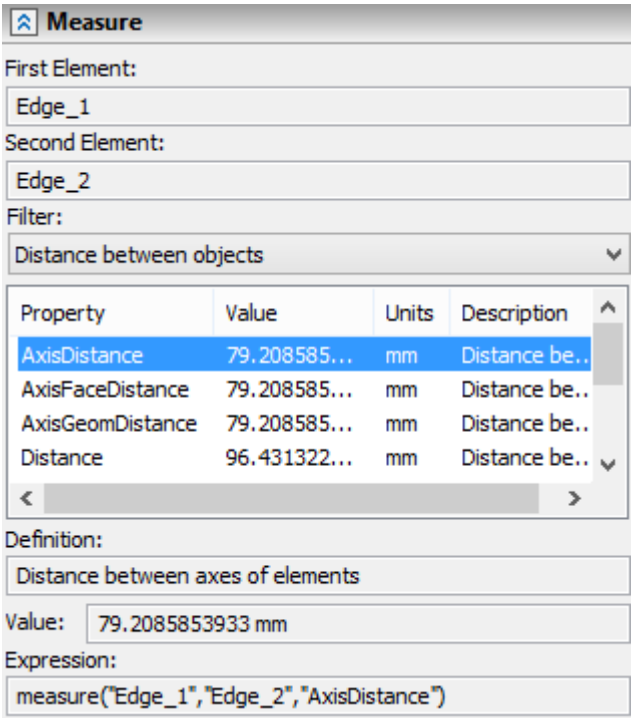 Measure
First Element:
Edge_1
Second Element:
Edge_2
Filter:
Distance between objects
Property Value Units Description
AxisDistance 79.208585... mm Distance be..
AxisFaceDistance 79.208585... mm Distance be..
AxisGeomDistance 79.208585... mm Distance be..
Distance 96.431322... mm Distance be..
Definition:
Distance between axes of elements
Value: 79.2085853933 mm
Expression:
measure("Edge_1","Edge_2","AxisDistance")